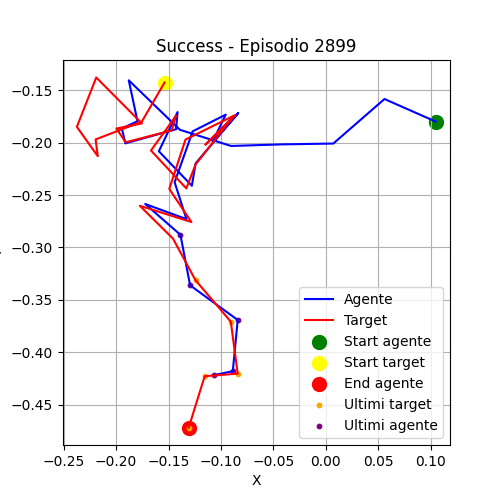 Success - Episodio 2899
−0.15
−0.20
−0.25
−0.30
−0.35
−0.40
−0.45
Agente
Target
Start agente
Start target
End agente
Ultimi target
Ultimi agente
−0.25 −0.20 −0.15 −0.10 −0.05 0.00 0.05 0.10
X